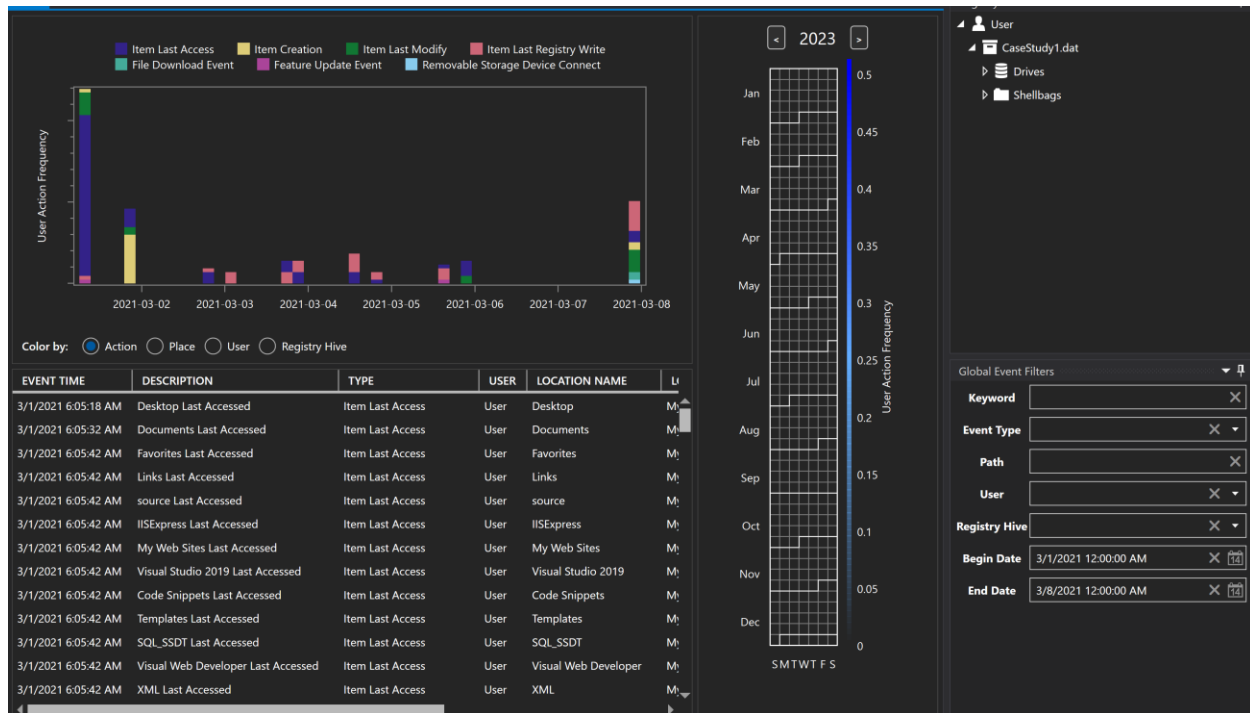 Item Last Access Item Creation Item Last Modify Item Last Registry Write
File Download Event Feature Update Event Removable Storage Device Connect
User Action Frequency
2021-03-02 2021-03-03 2021-03-04 2021-03-05 2021-03-06 2021-03-07 2021-03-08
Color by: Action Place User Registry Hive
EVENT TIME DESCRIPTION TYPE USER LOCATION NAME
3/1/2021 6:05:18 AM Desktop Last Accessed Item Last Access User Desktop
3/1/2021 6:05:32 AM Documents Last Accessed Item Last Access User Documents
3/1/2021 6:05:42 AM Favorites Last Accessed Item Last Access User Favorites
3/1/2021 6:05:42 AM Links Last Accessed Item Last Access User Links
3/1/2021 6:05:42 AM source Last Accessed Item Last Access User source
3/1/2021 6:05:42 AM IISExpress Last Accessed Item Last Access User IISExpress
3/1/2021 6:05:42 AM My Web Sites Last Accessed Item Last Access User My Web Sites
3/1/2021 6:05:42 AM Visual Studio 2019 Last Accessed Item Last Access User Visual Studio 2019
3/1/2021 6:05:42 AM Code Snippets Last Accessed Item Last Access User Code Snippets
3/1/2021 6:05:42 AM Templates Last Accessed Item Last Access User Templates
3/1/2021 6:05:42 AM SQL_SSDT Last Accessed Item Last Access User SQL_SSDT
3/1/2021 6:05:42 AM Visual Web Developer Last Accessed Item Last Access User Visual Web Developer
3/1/2021 6:05:42 AM XML Last Accessed Item Last Access User XML
< 2023 >
Jan
Feb
Mar
Apr
May
Jun
Jul
Aug
Sep
Oct
Nov
Dec
S M T W T F S
0.5
0.45
0.4
0.35
0.3
0.25
0.2
0.15
0.1
0.05
0
User Action Frequency
User
CaseStudy1.dat
Drives
Shellbags
Global Event Filters
Keyword
Event Type
Path
User
Registry Hive
Begin Date 3/1/2021 12:00:00 AM
End Date 3/8/2021 12:00:00 AM